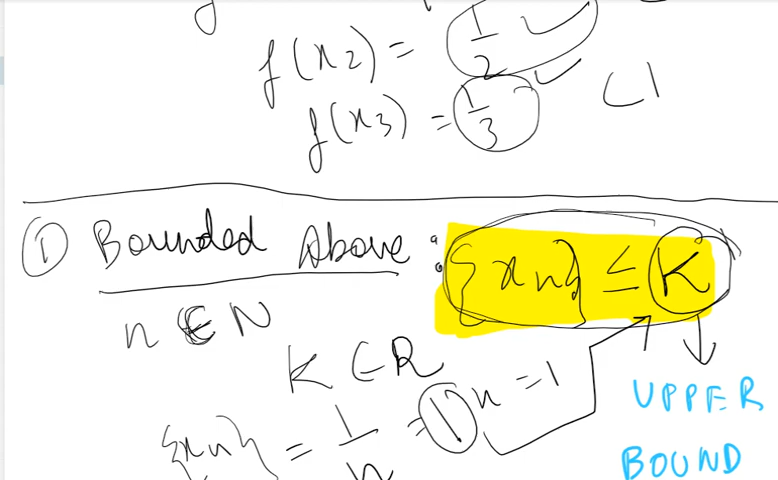 f(x2) = 1/2
f(x3) = 1/3 <1
① Bounded Above : {xn} ≤ K
n ∈ N
K ∈ R
UPPER
BOUND
{xn} = 1/n = 1 n = 1